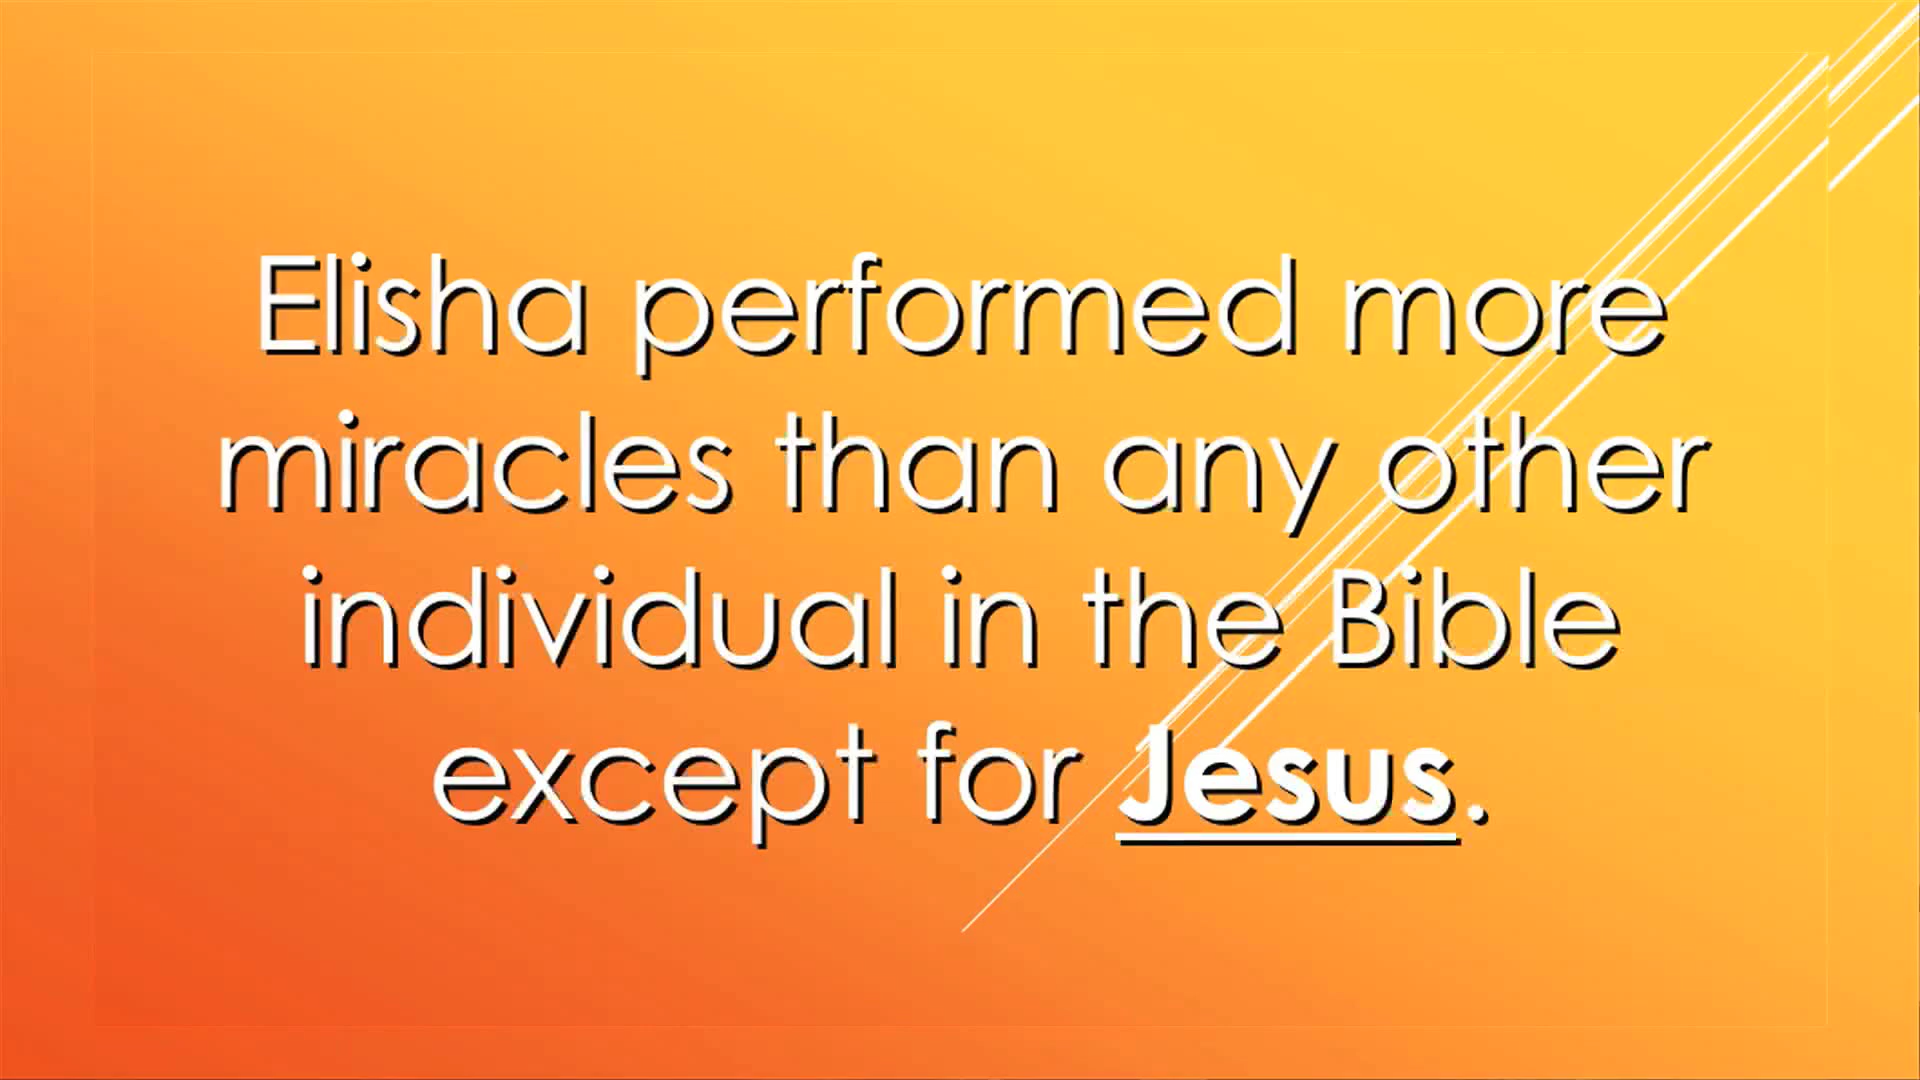 Elisha performed more
miracles than any other
individual in the Bible
except for Jesus.